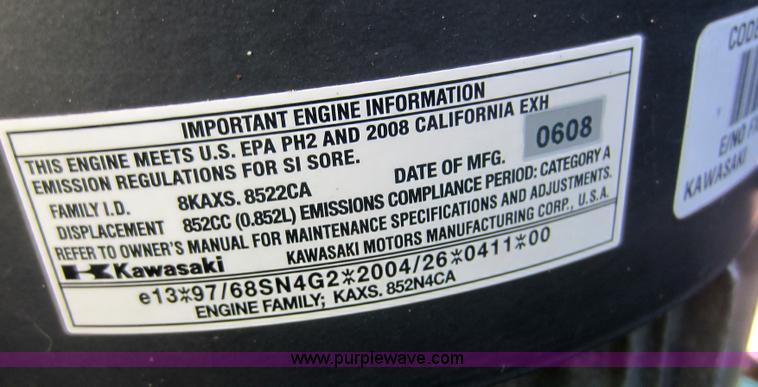 IMPORTANT ENGINE INFORMATION
THIS ENGINE MEETS U.S. EPA PH2 AND 2008 CALIFORNIA EXH
EMISSION REGULATIONS FOR SI SORE.
FAMILY I.D. 8KAXS. 8522CA DATE OF MFG. 0608
DISPLACEMENT 852CC (0.852L) EMISSIONS COMPLIANCE PERIOD: CATEGORY A
REFER TO OWNER'S MANUAL FOR MAINTENANCE SPECIFICATIONS AND ADJUSTMENTS.
Kawasaki KAWASAKI MOTORS MANUFACTURING CORP., U.S.A.
e13*97/68SN4G2*2004/26*0411*00
ENGINE FAMILY; KAXS. 852N4CA
CODE
E/NO F
KAWASAKI
www.purplewave.com